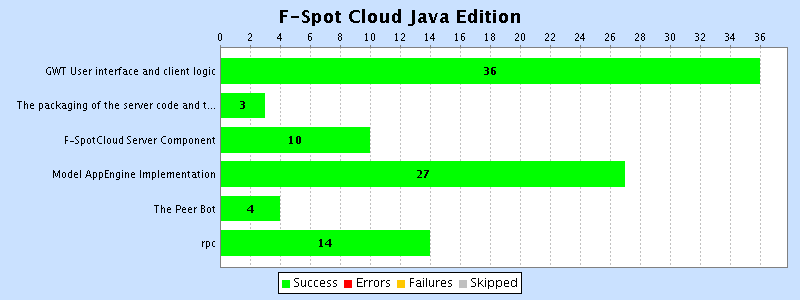 F-Spot Cloud Java Edition
0 2 4 6 8 10 12 14 16 18 20 22 24 26 28 30 32 34 36
GWT User interface and client logic 36
The packaging of the server code and t... 3
F-SpotCloud Server Component 10
Model AppEngine Implementation 27
The Peer Bot 4
rpc 14
Success Errors Failures Skipped